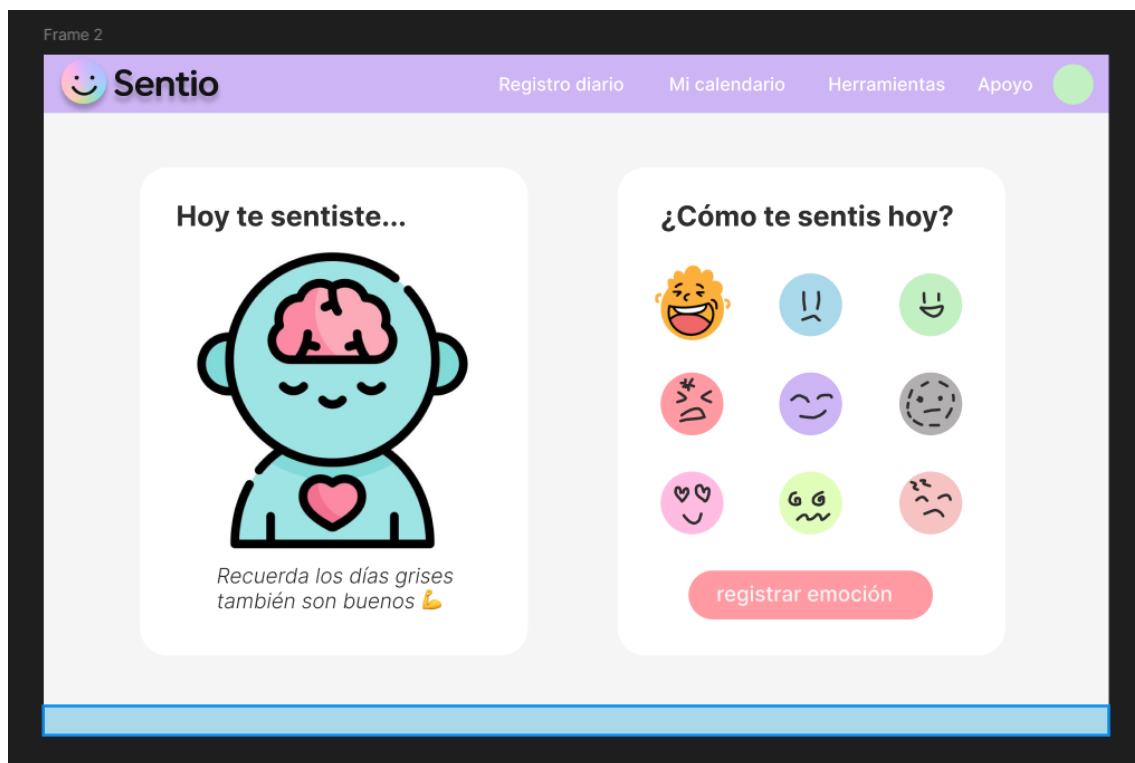 Frame 2
Sentio
Registro diario
Mi calendario
Herramientas
Apoyo
Hoy te sentiste...
Recuerda los días grises
también son buenos 💪
¿Cómo te sentis hoy?
registrar emoción